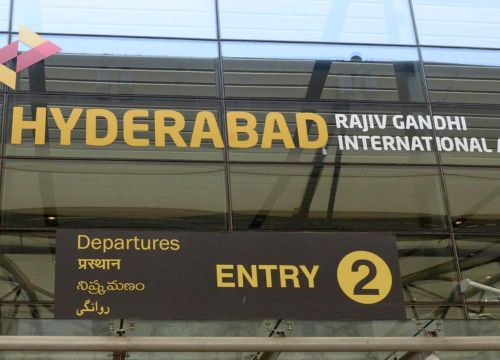 HYDERABAD
RAJIV GANDHI
INTERNATIONAL A
Departures
प्रस्थान
నిష్క్రమణం
روانگی
ENTRY 2